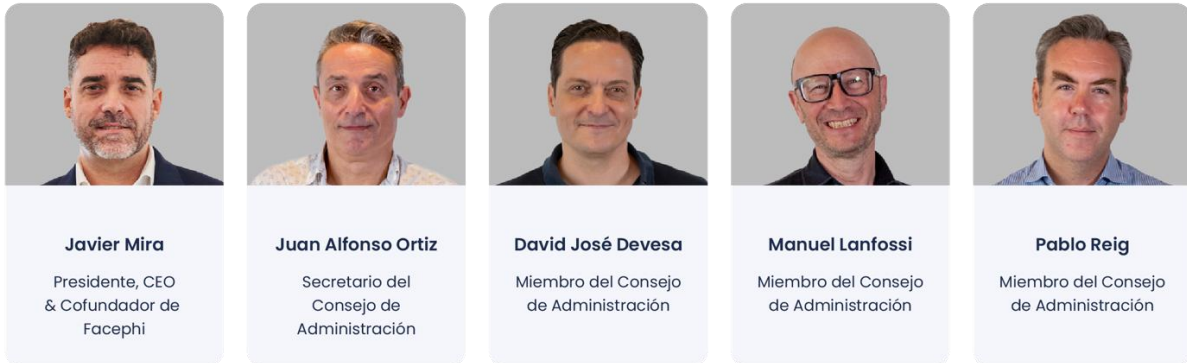 Javier Mira
Presidente, CEO
& Cofundador de
Facephi
Juan Alfonso Ortiz
Secretario del
Consejo de
Administración
David José Devesa
Miembro del Consejo
de Administración
Manuel Lanfossi
Miembro del Consejo
de Administración
Pablo Reig
Miembro del Consejo
de Administración